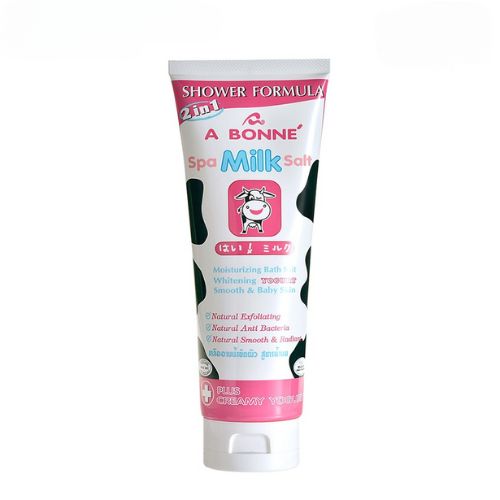 SHOWER FORMULA
2 in 1
A BONNÉ
Spa Milk Salt
はい! ミルク
Moisturizing Bath Salt
Whitening YOGURT
Smooth & Baby Skin
Natural Exfoliating
Natural Anti Bacteria
Natural Smooth & Radiant
PLUS
CREAMY YOGURT